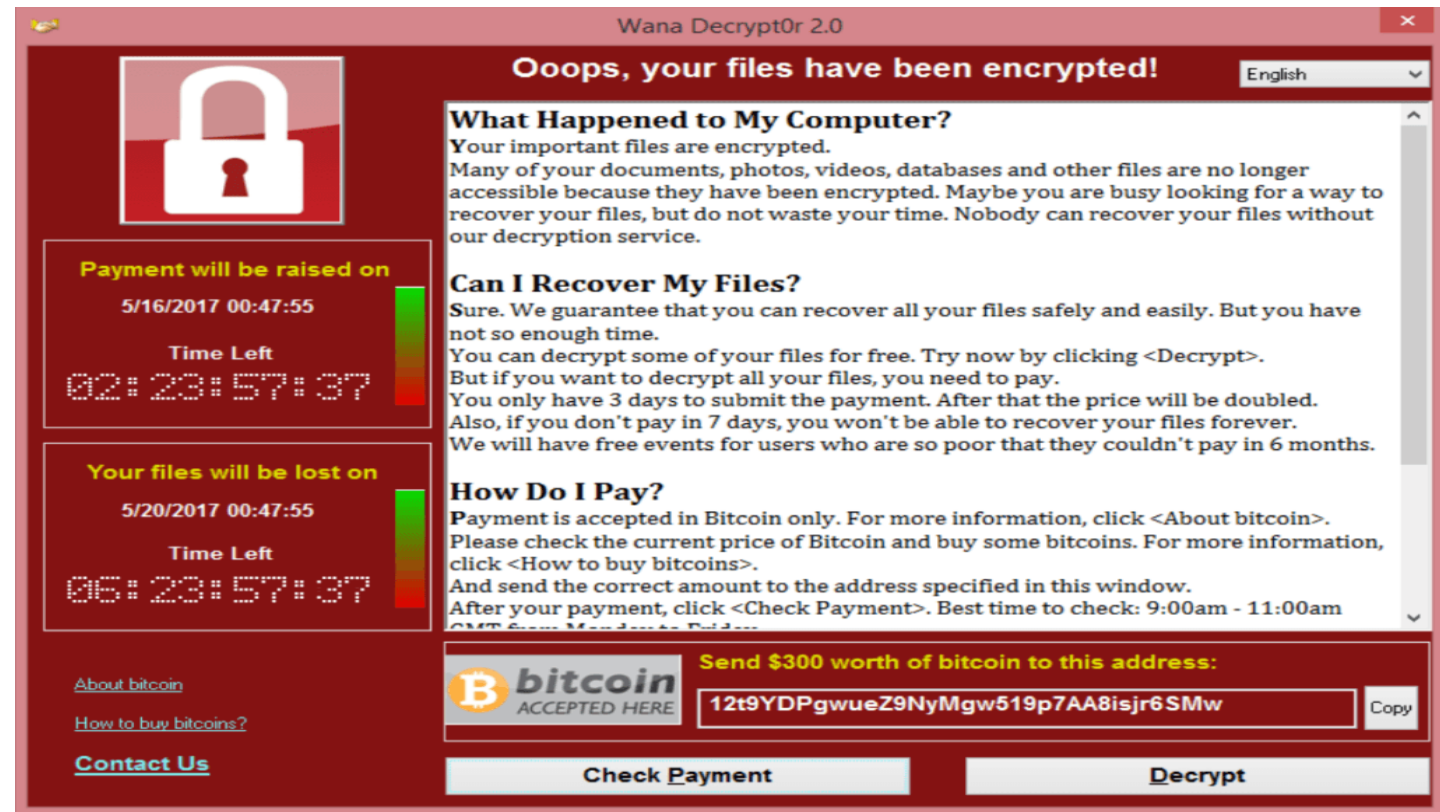 Wana Decrypt0r 2.0
Ooops, your files have been encrypted!
English
Payment will be raised on
5/16/2017 00:47:55
Time Left
02:23:57:37
Your files will be lost on
5/20/2017 00:47:55
Time Left
06:23:57:37
About bitcoin
How to buy bitcoins?
Contact Us
What Happened to My Computer?
Your important files are encrypted.
Many of your documents, photos, videos, databases and other files are no longer
accessible because they have been encrypted. Maybe you are busy looking for a way to
recover your files, but do not waste your time. Nobody can recover your files without
our decryption service.
Can I Recover My Files?
Sure. We guarantee that you can recover all your files safely and easily. But you have
not so enough time.
You can decrypt some of your files for free. Try now by clicking <Decrypt>.
But if you want to decrypt all your files, you need to pay.
You only have 3 days to submit the payment. After that the price will be doubled.
Also, if you don't pay in 7 days, you won't be able to recover your files forever.
We will have free events for users who are so poor that they couldn't pay in 6 months.
How Do I Pay?
Payment is accepted in Bitcoin only. For more information, click <About bitcoin>.
Please check the current price of Bitcoin and buy some bitcoins. For more information,
click <How to buy bitcoins>.
And send the correct amount to the address specified in this window.
After your payment, click <Check Payment>. Best time to check: 9:00am - 11:00am
GMT from Monday to Friday
bitcoin
ACCEPTED HERE
Send $300 worth of bitcoin to this address:
12t9YDPgwueZ9NyMgw519p7AA8isjr6SMw
Copy
Check Payment
Decrypt